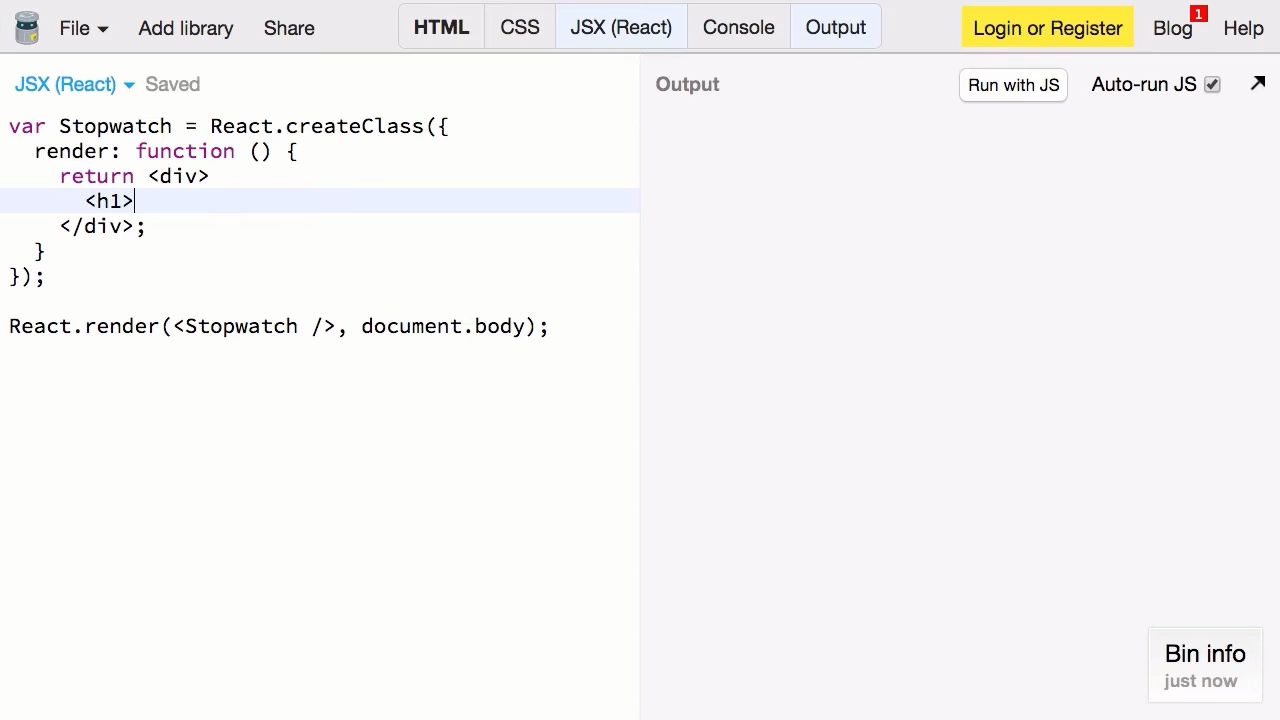 File Add library Share HTML CSS JSX (React) Console Output Login or Register Blog 1 Help
JSX (React) Saved
Output Run with JS Auto-run JS
var Stopwatch = React.createClass({
  render: function () {
    return <div>
      <h1>
    </div>;
  }
});
React.render(<Stopwatch />, document.body);
Bin info
just now